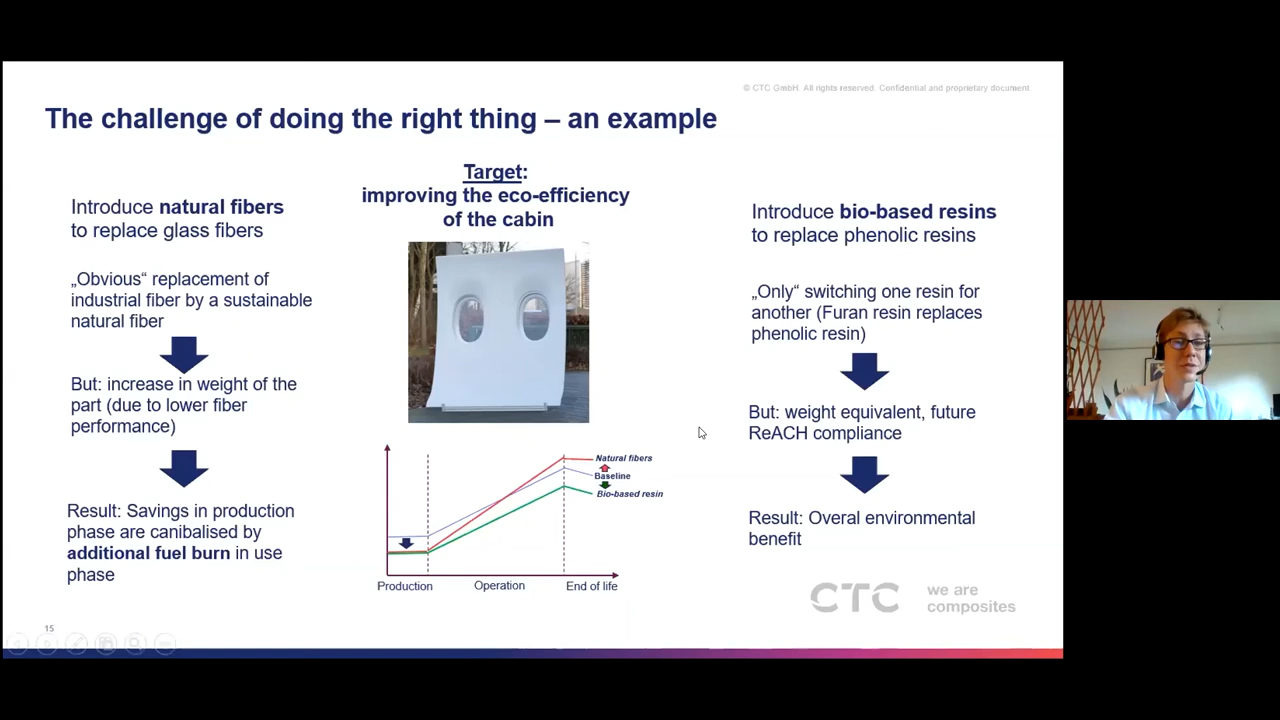 © CTC GmbH. All rights reserved. Confidential and proprietary document
The challenge of doing the right thing – an example
Target:
improving the eco-efficiency
of the cabin
Introduce natural fibers
to replace glass fibers
„Obvious“ replacement of
industrial fiber by a sustainable
natural fiber
But: increase in weight of the
part (due to lower fiber
performance)
Result: Savings in production
phase are canibalised by
additional fuel burn in use
phase
Natural fibers
Baseline
Bio-based resin
Production
Operation
End of life
Introduce bio-based resins
to replace phenolic resins
„Only“ switching one resin for
another (Furan resin replaces
phenolic resin)
But: weight equivalent, future
ReACH compliance
Result: Overal environmental
benefit
CTC
we are
composites
15